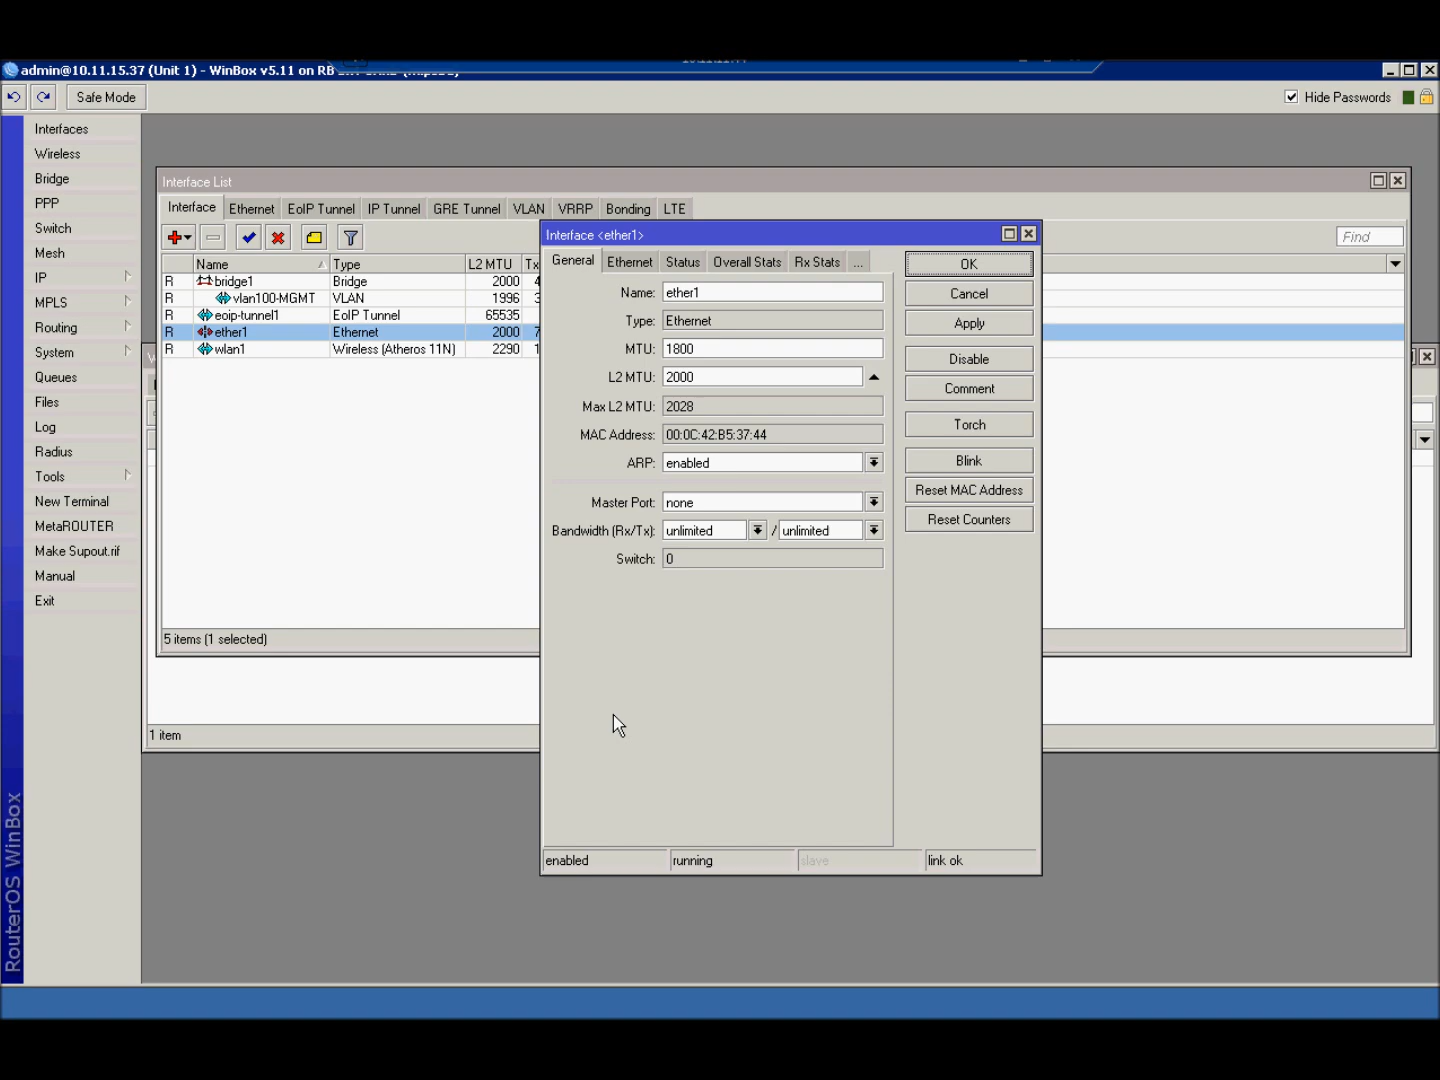 admin@10.11.15.37 (Unit 1) - WinBox v5.11 on RB
Safe Mode
Hide Passwords
Interfaces
Wireless
Bridge
PPP
Switch
Mesh
IP
MPLS
Routing
System
Queues
Files
Log
Radius
Tools
New Terminal
MetaROUTER
Make Supout.rif
Manual
Exit
RouterOS WinBox
Interface List
Interface Ethernet EoIP Tunnel IP Tunnel GRE Tunnel VLAN VRRP Bonding LTE
Find
Name Type L2 MTU Tx
R bridge1 Bridge 2000 4
R vlan100-MGMT VLAN 1996 3
R eoip-tunnel1 EoIP Tunnel 65535
R ether1 Ethernet 2000 7
R wlan1 Wireless (Atheros 11N) 2290 1
5 items (1 selected)
1 item
Interface <ether1>
General Ethernet Status Overall Stats Rx Stats ...
Name: ether1
Type: Ethernet
MTU: 1800
L2 MTU: 2000
Max L2 MTU: 2028
MAC Address: 00:0C:42:B5:37:44
ARP: enabled
Master Port: none
Bandwidth (Rx/Tx): unlimited / unlimited
Switch: 0
OK
Cancel
Apply
Disable
Comment
Torch
Blink
Reset MAC Address
Reset Counters
enabled running slave link ok